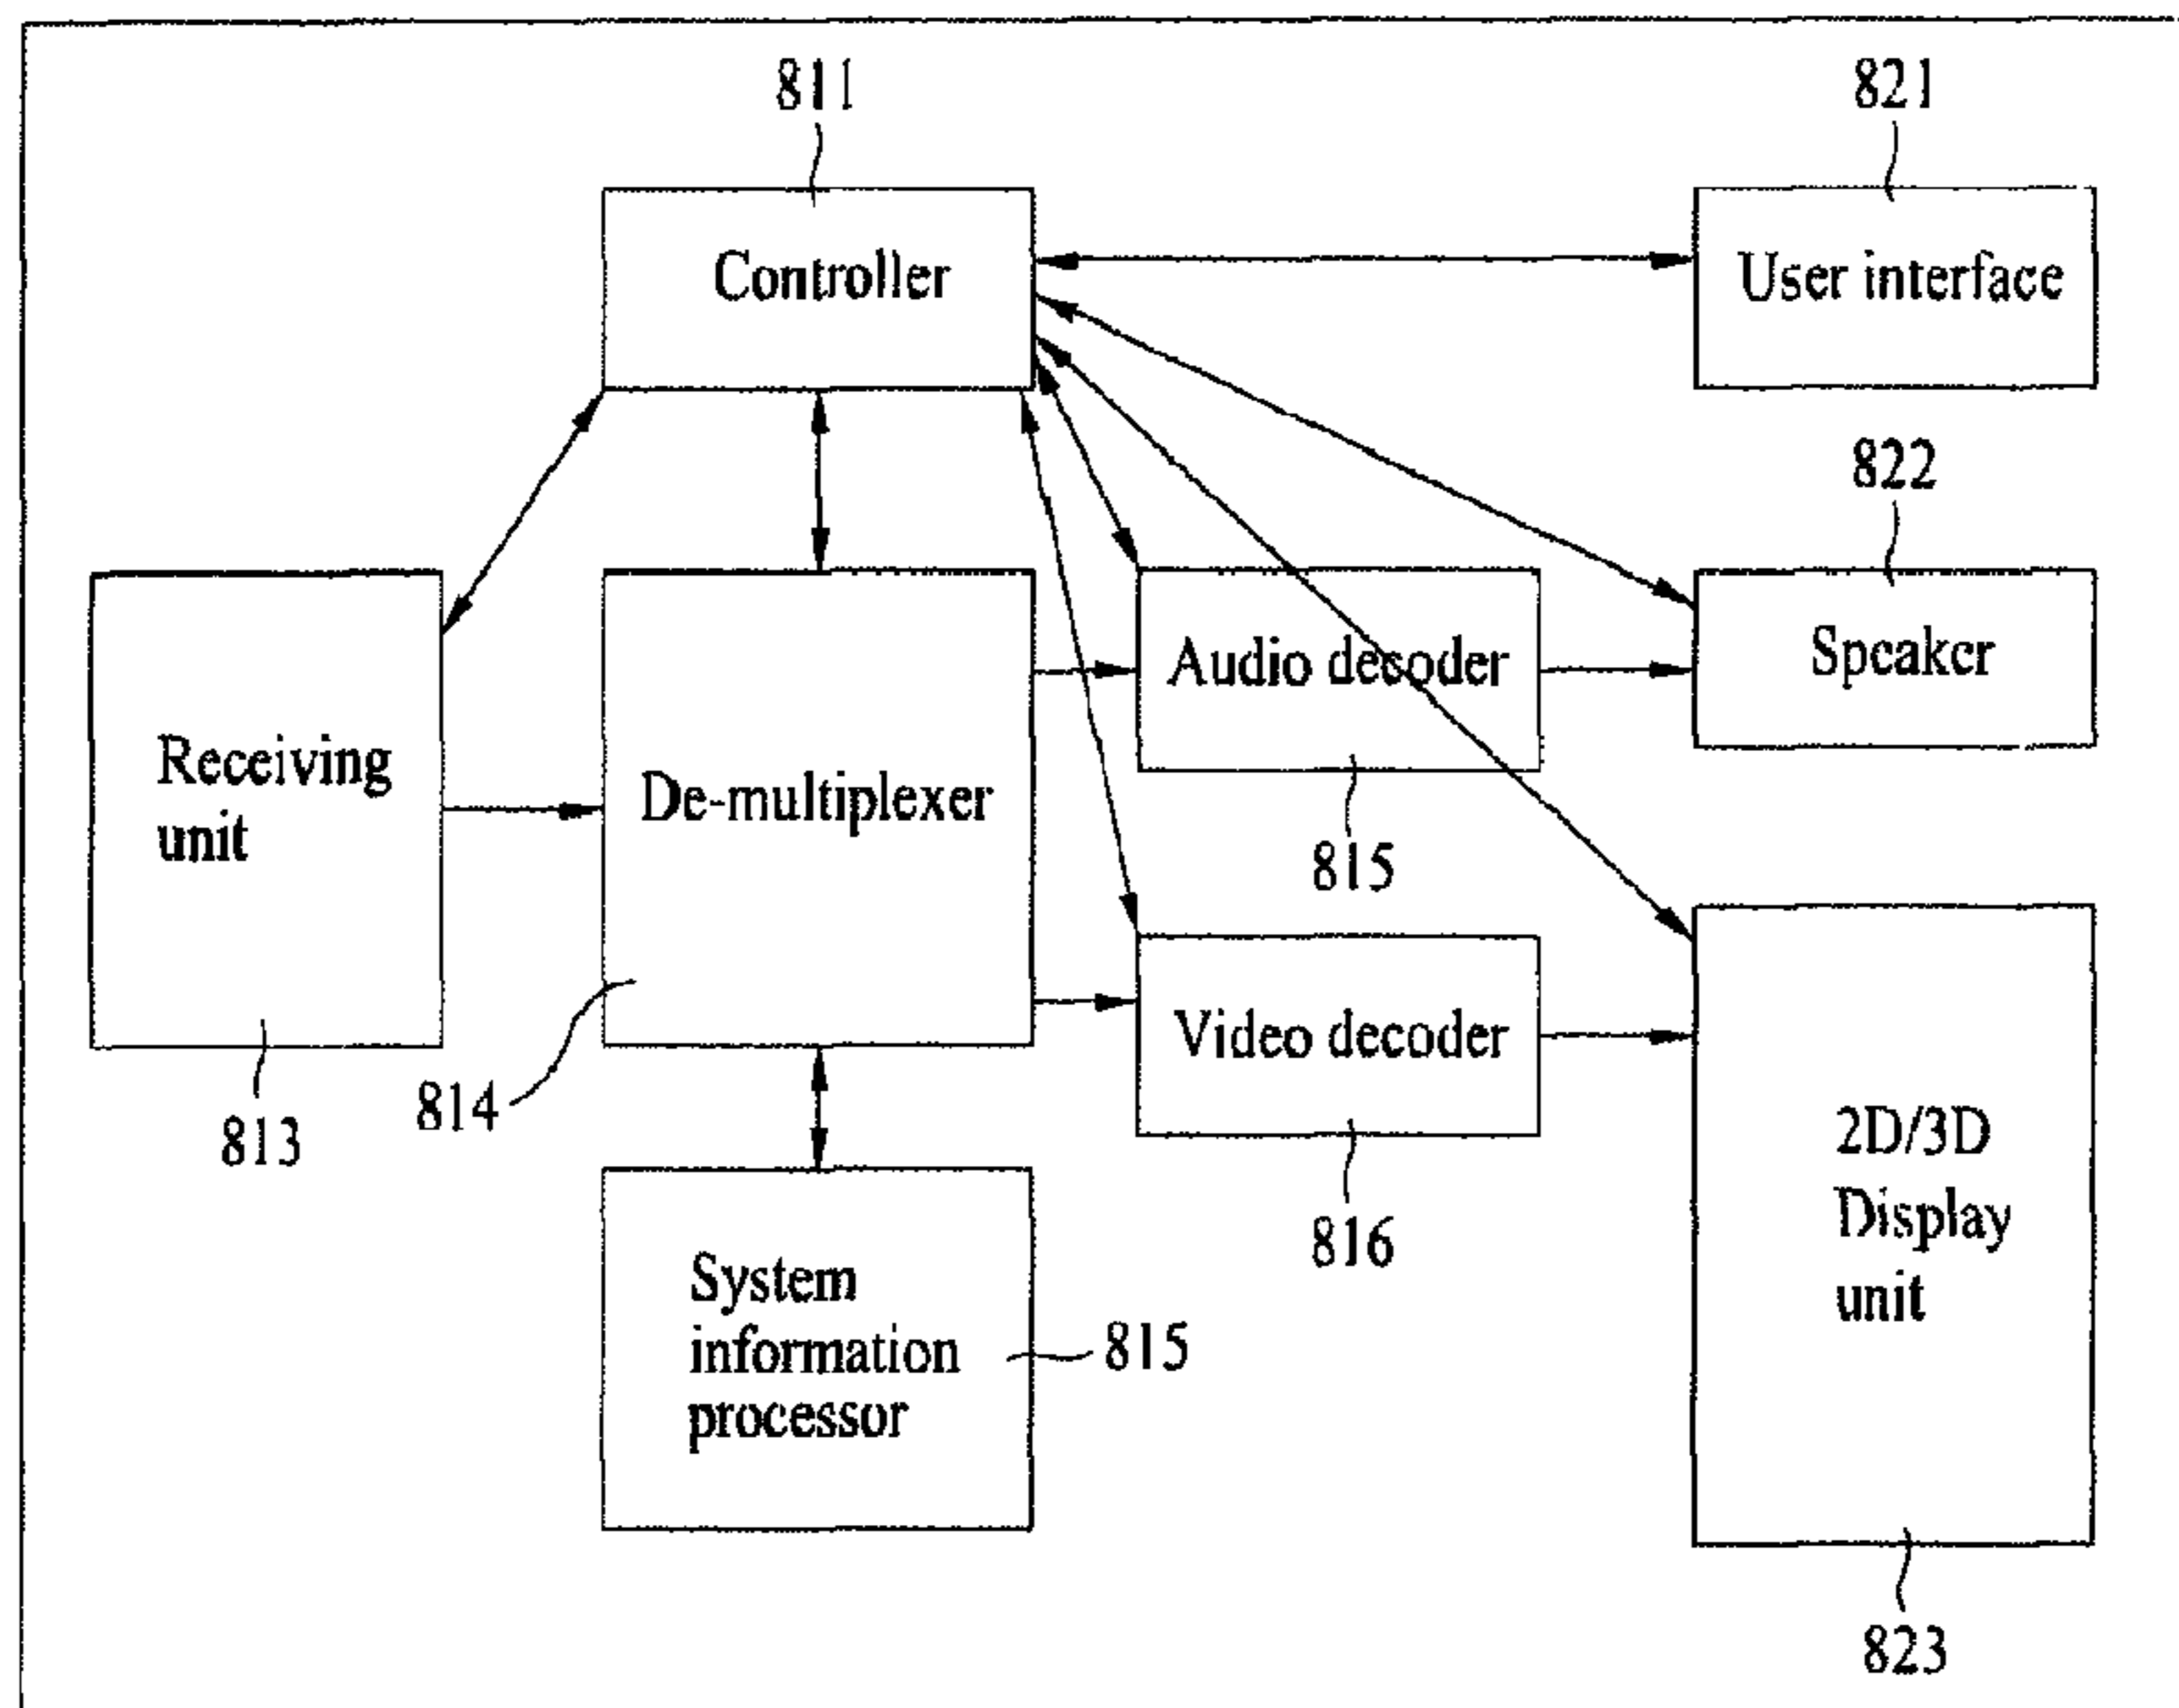 811
821
Controller
User interface
822
Receiving
unit
De-multiplexer
Audio decoder
Speaker
815
814
813
Video decoder
816
2D/3D
Display
unit
System
information
processor
815
823